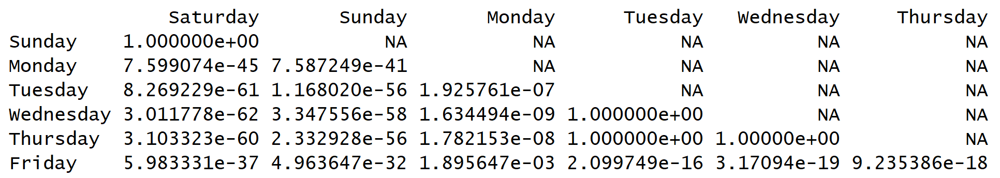 Saturday Sunday Monday Tuesday Wednesday Thursday
Sunday 1.000000e+00 NA NA NA NA NA
Monday 7.599074e-45 7.587249e-41 NA NA NA NA
Tuesday 8.269229e-61 1.168020e-56 1.925761e-07 NA NA NA
Wednesday 3.011778e-62 3.347556e-58 1.634494e-09 1.000000e+00 NA NA
Thursday 3.103323e-60 2.332928e-56 1.782153e-08 1.000000e+00 1.00000e+00 NA
Friday 5.983331e-37 4.963647e-32 1.895647e-03 2.099749e-16 3.17094e-19 9.235386e-18